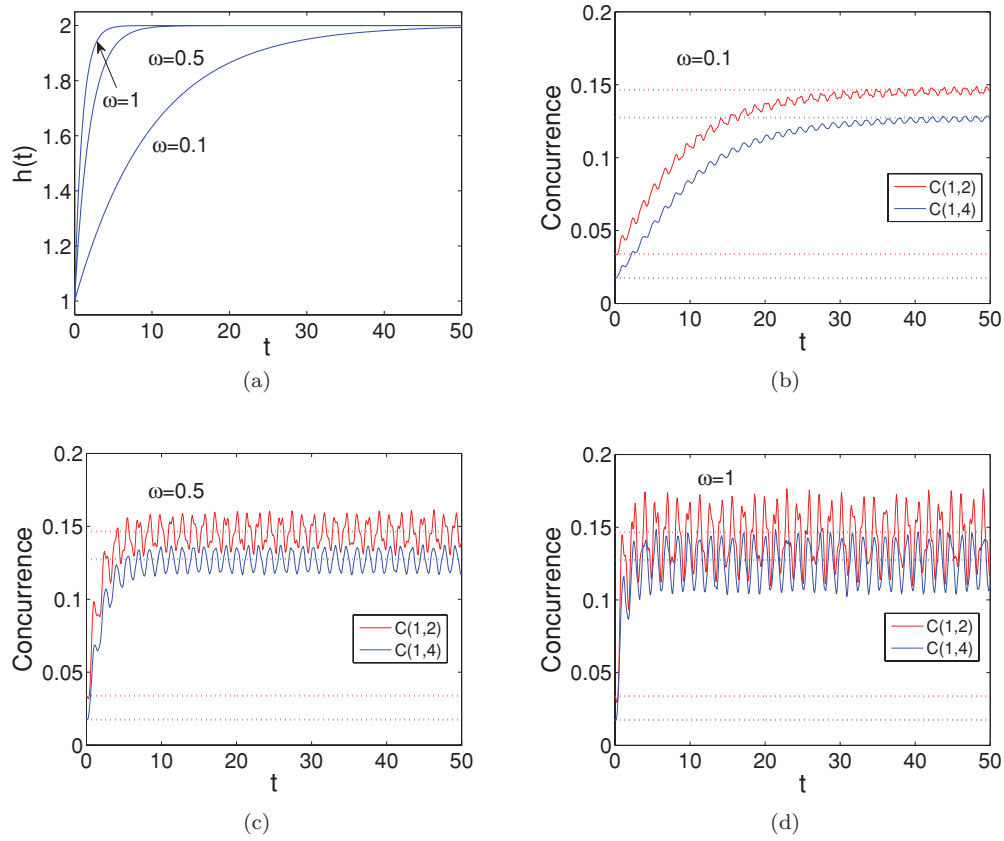 2
1.8
1.6
1.4
1.2
1
h(t)
ω=1
ω=0.5
ω=0.1
0 10 20 30 40 50
t
(a)
0.2
0.15
0.1
0.05
0
Concurrence
ω=0.1
C(1,2)
C(1,4)
0 10 20 30 40 50
t
(b)
0.2
0.15
0.1
0.05
0
Concurrence
ω=0.5
C(1,2)
C(1,4)
0 10 20 30 40 50
t
(c)
0.2
0.15
0.1
0.05
0
Concurrence
ω=1
C(1,2)
C(1,4)
0 10 20 30 40 50
t
(d)